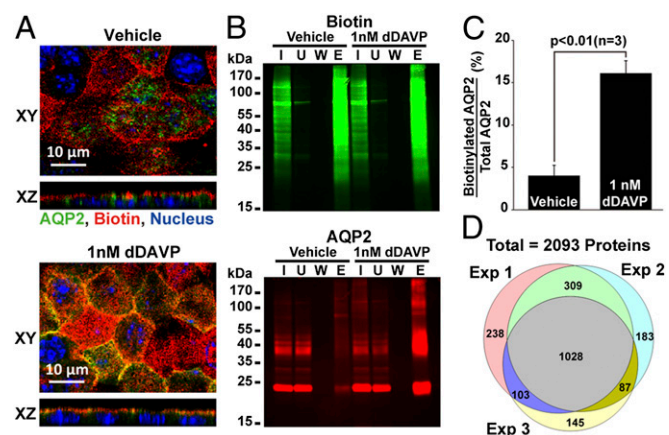 A
Vehicle
XY
10 μm
XZ
AQP2, Biotin, Nucleus
1nM dDAVP
XY
10 μm
XZ
B
Biotin
Vehicle 1nM dDAVP
kDa I U W E I U W E
170
130
100
70
55
40
35
25
15
AQP2
Vehicle 1nM dDAVP
kDa I U W E I U W E
170
130
100
70
55
40
35
25
15
C
p<0.01(n=3)
Biotinylated AQP2 (%)
Total AQP2
20
15
10
5
0
Vehicle
1 nM
dDAVP
D
Total = 2093 Proteins
Exp 1
Exp 2
309
238
183
1028
103
87
145
Exp 3